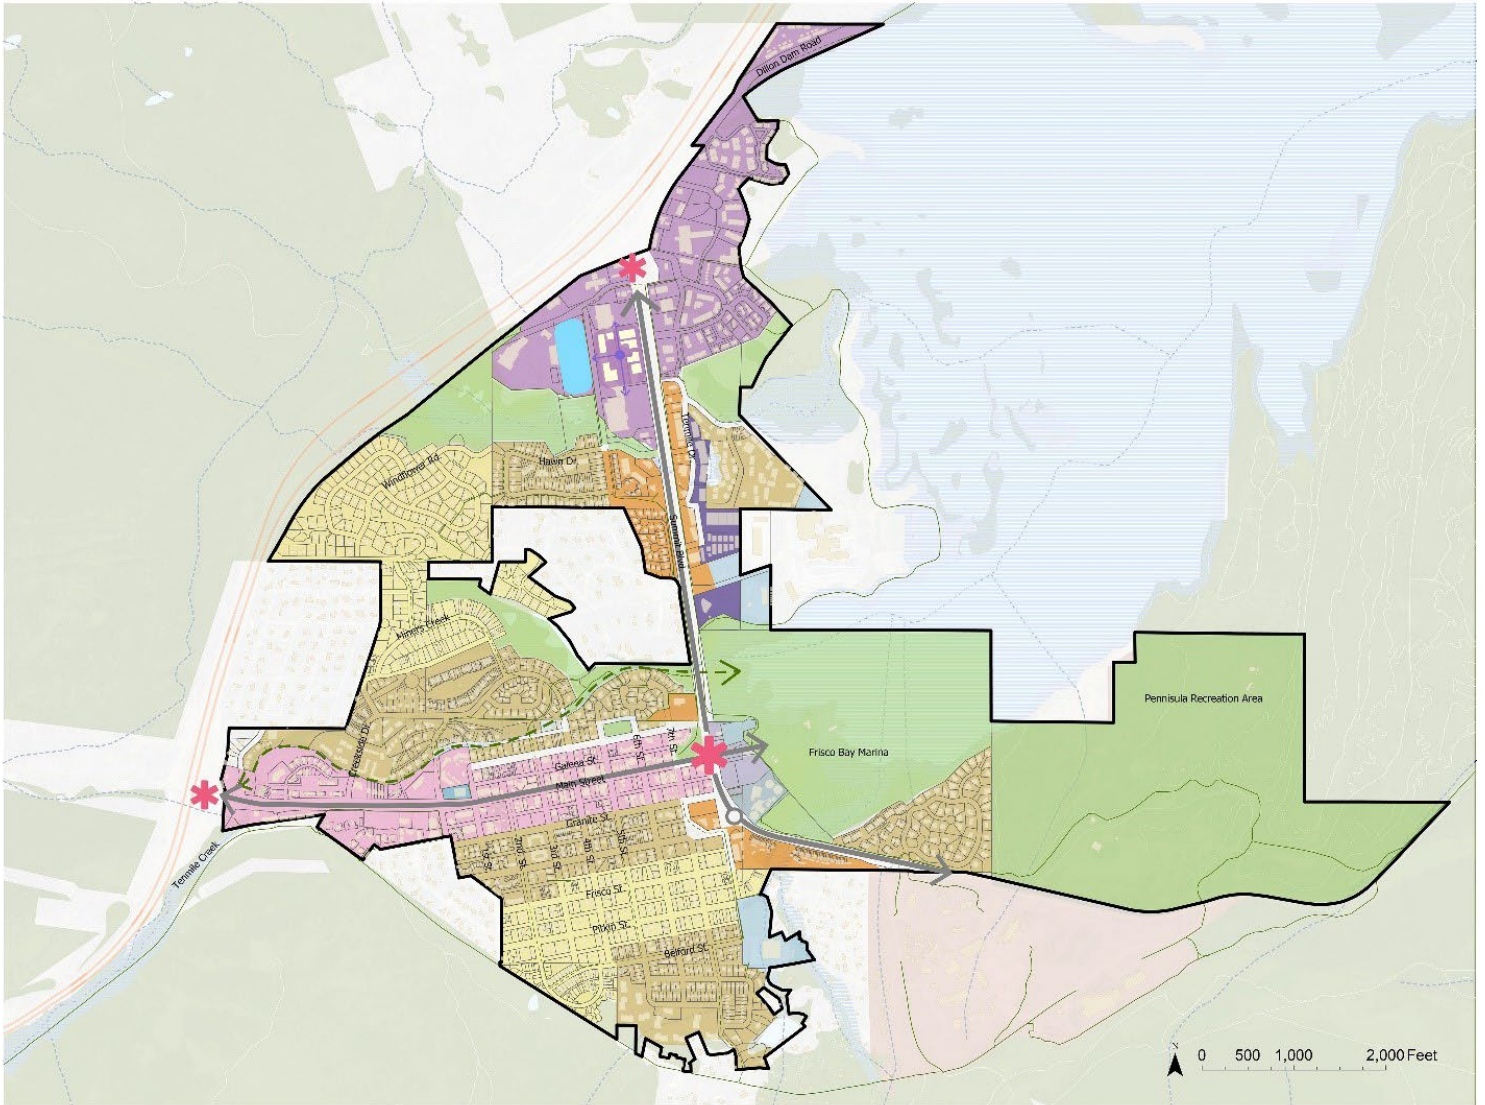 Dillon Dam Road
Tenmile Dr
Hawn Dr
Windflower Rd
Summit Blvd
Miners Creek
Pennisula Recreation Area
Creekside Dr
6th St.
7th St.
Frisco Bay Marina
Galena St.
Main Street
Granite St.
2nd St.
3rd St.
4th St.
5th St.
Tenmile Creek
Frisco St.
Pitkin St.
Belford St.
N
0 500 1,000 2,000 Feet